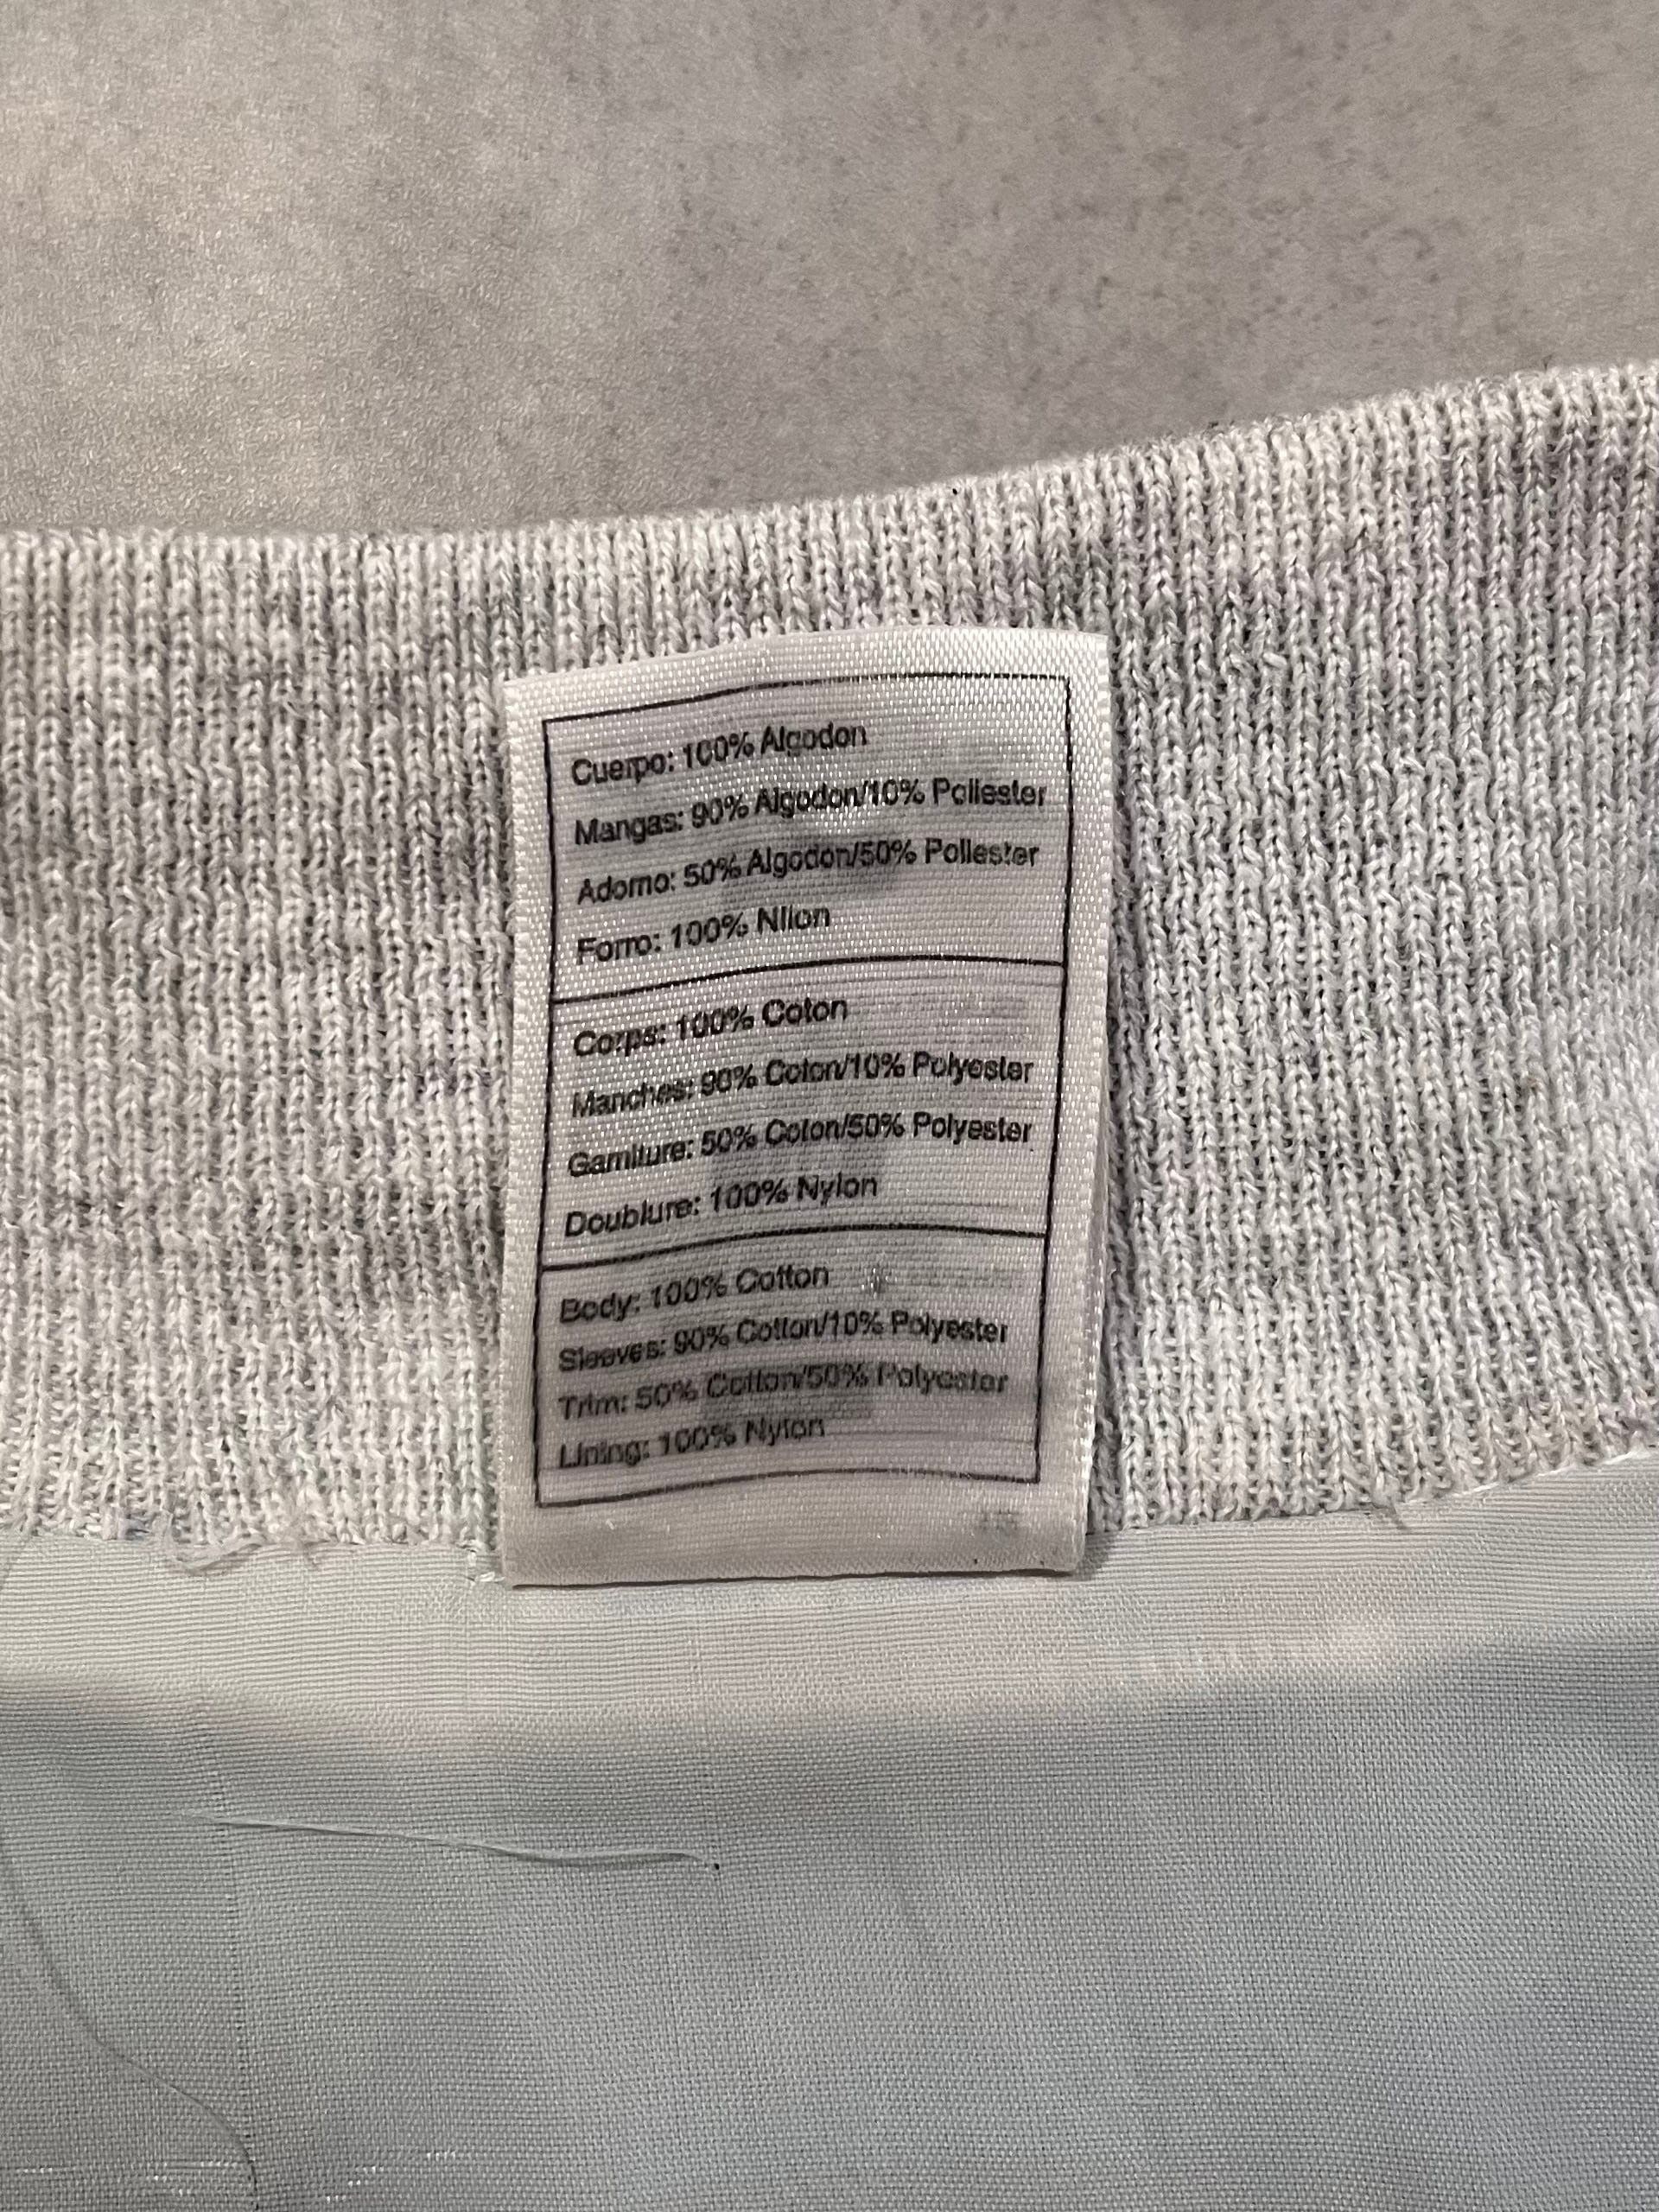 Cuerpo: 100% Algodon
Mangas: 90% Algodon/10% Poliester
Adorno: 50% Algodon/50% Poliester
Forro: 100% Nilon
Corps: 100% Coton
Manches: 90% Coton/10% Polyester
Garniture: 50% Coton/50% Polyester
Doublure: 100% Nylon
Body: 100% Cotton
Sleeves: 90% Cotton/10% Polyester
Trim: 50% Cotton/50% Polyester
Lining: 100% Nylon